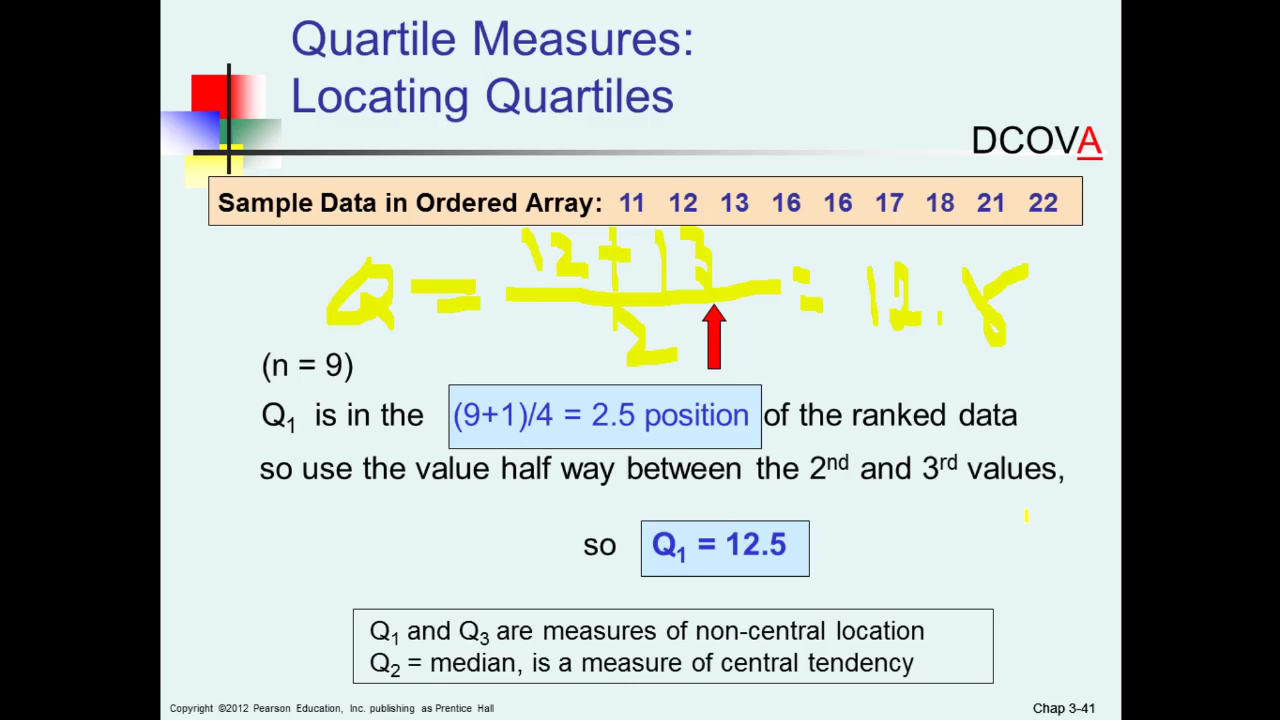 Quartile Measures:
Locating Quartiles
DCOVA
Sample Data in Ordered Array: 11 12 13 16 16 17 18 21 22
Q = 12+13 / 2 = 12.5
(n = 9)
Q1 is in the (9+1)/4 = 2.5 position of the ranked data
so use the value half way between the 2nd and 3rd values,
so Q1 = 12.5
Q1 and Q3 are measures of non-central location
Q2 = median, is a measure of central tendency
Copyright ©2012 Pearson Education, Inc. publishing as Prentice Hall
Chap 3-41